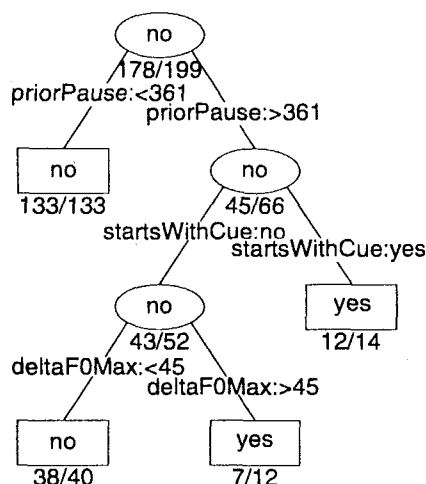 no
178/199
priorPause:<361
priorPause:>361
no
133/133
no
45/66
startsWithCue:no
startsWithCue:yes
no
43/52
yes
12/14
deltaF0Max:<45
deltaF0Max:>45
no
38/40
yes
7/12